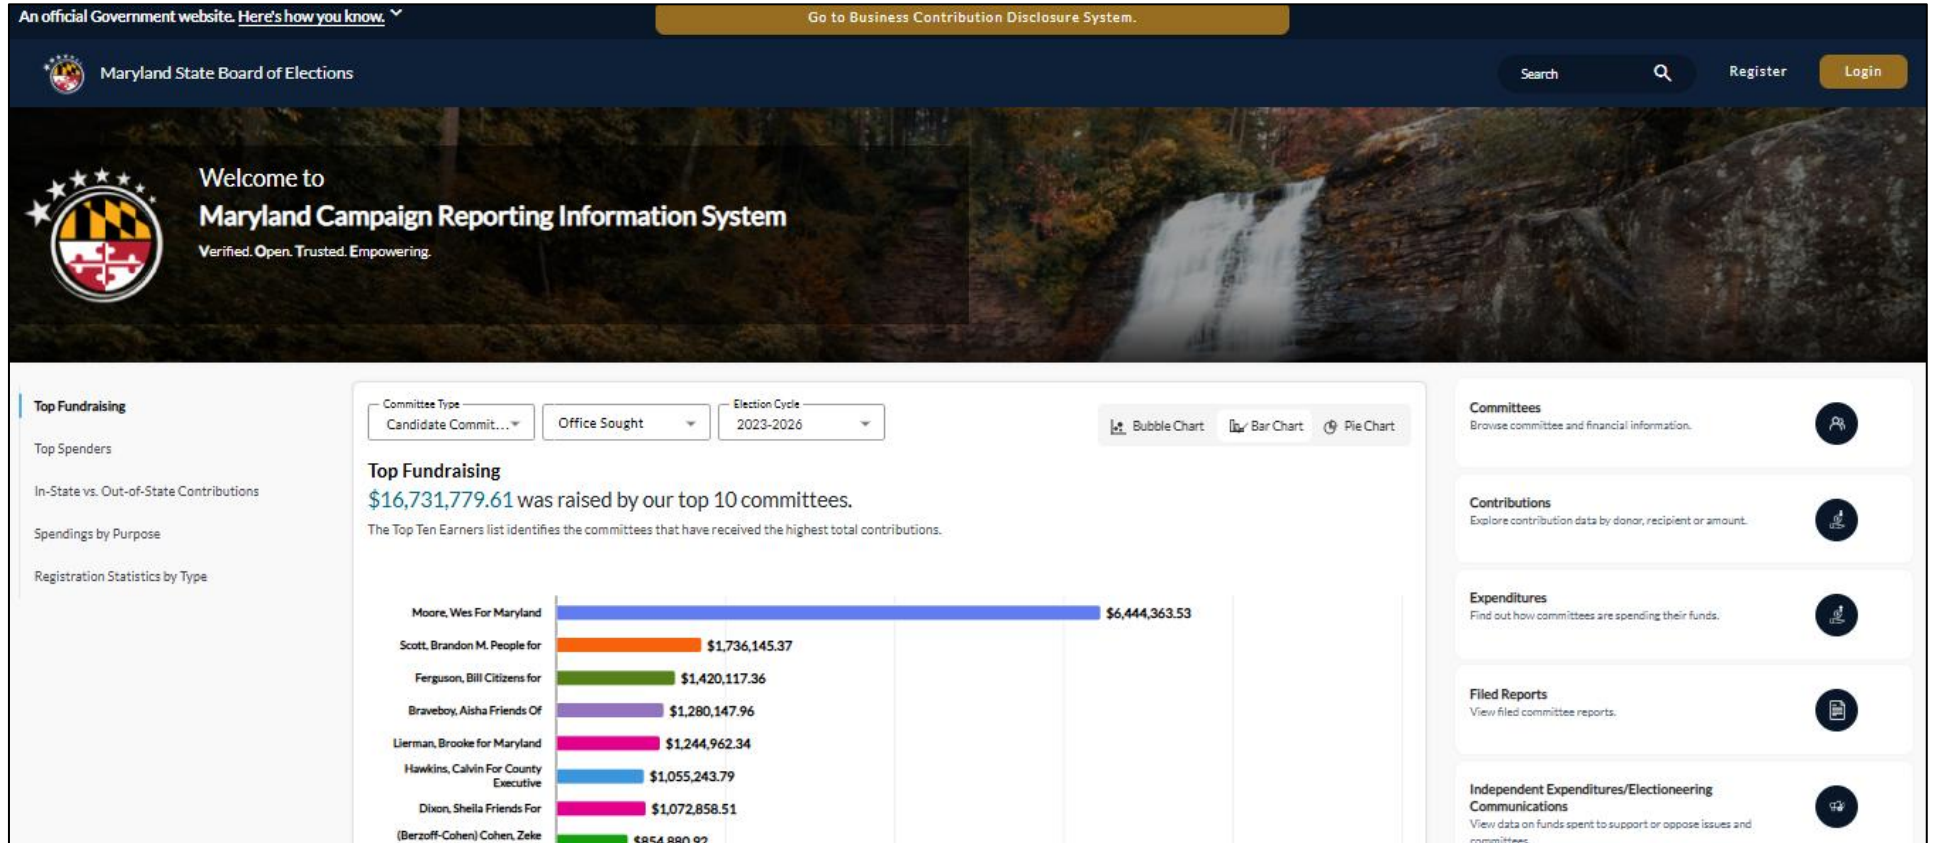 An official Government website. Here's how you know.
Go to Business Contribution Disclosure System.
Maryland State Board of Elections
Search
Register
Login
Welcome to
Maryland Campaign Reporting Information System
Verified. Open. Trusted. Empowering.
Top Fundraising
Top Spenders
In-State vs. Out-of-State Contributions
Spendings by Purpose
Registration Statistics by Type
Committee Type
Candidate Commit...
Office Sought
Election Cycle
2023-2026
Bubble Chart
Bar Chart
Pie Chart
Top Fundraising
$16,731,779.61 was raised by our top 10 committees.
The Top Ten Earners list identifies the committees that have received the highest total contributions.
Moore, Wes For Maryland
$6,444,363.53
Scott, Brandon M. People for
$1,736,145.37
Ferguson, Bill Citizens for
$1,420,117.36
Braveboy, Aisha Friends Of
$1,280,147.96
Lierman, Brooke for Maryland
$1,244,962.34
Hawkins, Calvin For County
Executive
$1,055,243.79
Dixon, Sheila Friends For
$1,072,858.51
(Berzoff-Cohen) Cohen, Zeke
$854,880.92
Committees
Browse committee and financial information.
Contributions
Explore contribution data by donor, recipient or amount.
Expenditures
Find out how committees are spending their funds.
Filed Reports
View filed committee reports.
Independent Expenditures/Electioneering
Communications
View data on funds spent to support or oppose issues and
committees.